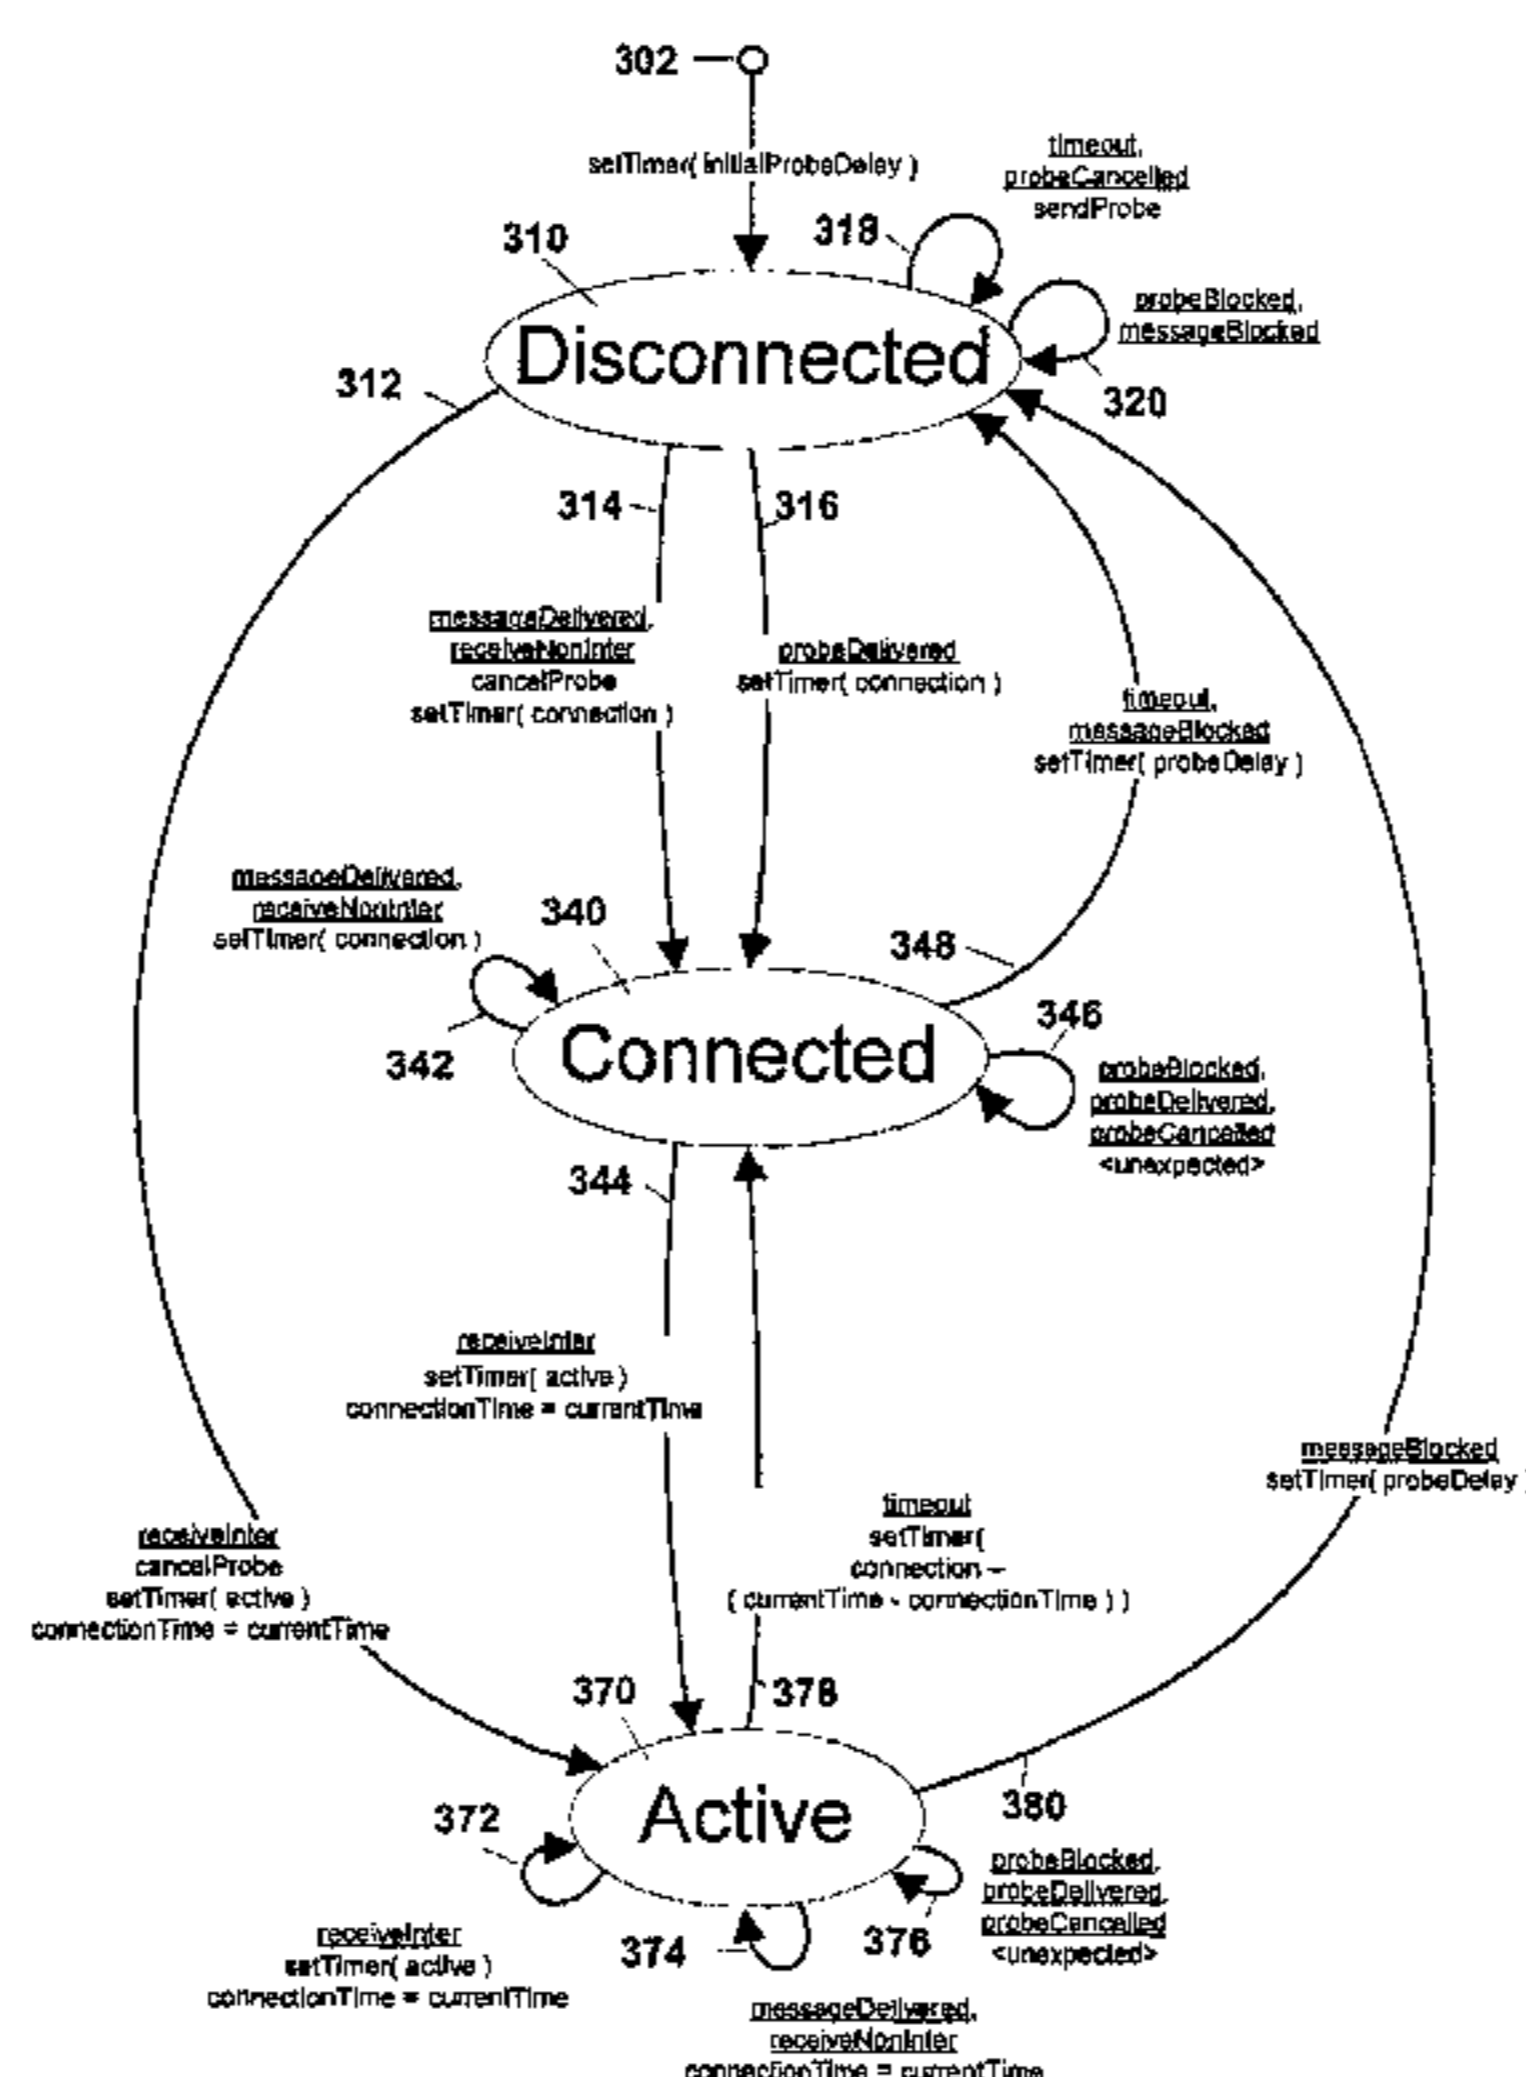 302
setTimer( initialProbeDelay )
timeout,
probeCancelled
sendProbe
310
318
probeBlocked,
messageBlocked
Disconnected
312
320
314
316
messageDelivered,
receiveNonInter
cancelProbe
setTimer( connection )
probeDelivered
setTimer( connection )
timeout,
messageBlocked
setTimer( probeDelay )
messageDelivered,
receiveNonInter
setTimer( connection )
340
348
346
Connected
342
probeBlocked,
probeDelivered,
probeCancelled
<unexpected>
344
receiveInter
setTimer( active )
connectionTime = currentTime
messageBlocked
setTimer( probeDelay )
timeout
setTimer(
connection –
( currentTime - connectionTime ) )
receiveInter
cancelProbe
setTimer( active )
connectionTime = currentTime
370
378
Active
372
380
probeBlocked,
probeDelivered,
probeCancelled
<unexpected>
376
374
receiveInter
setTimer( active )
connectionTime = currentTime
messageDelivered,
receiveNonInter
connectionTime = currentTime